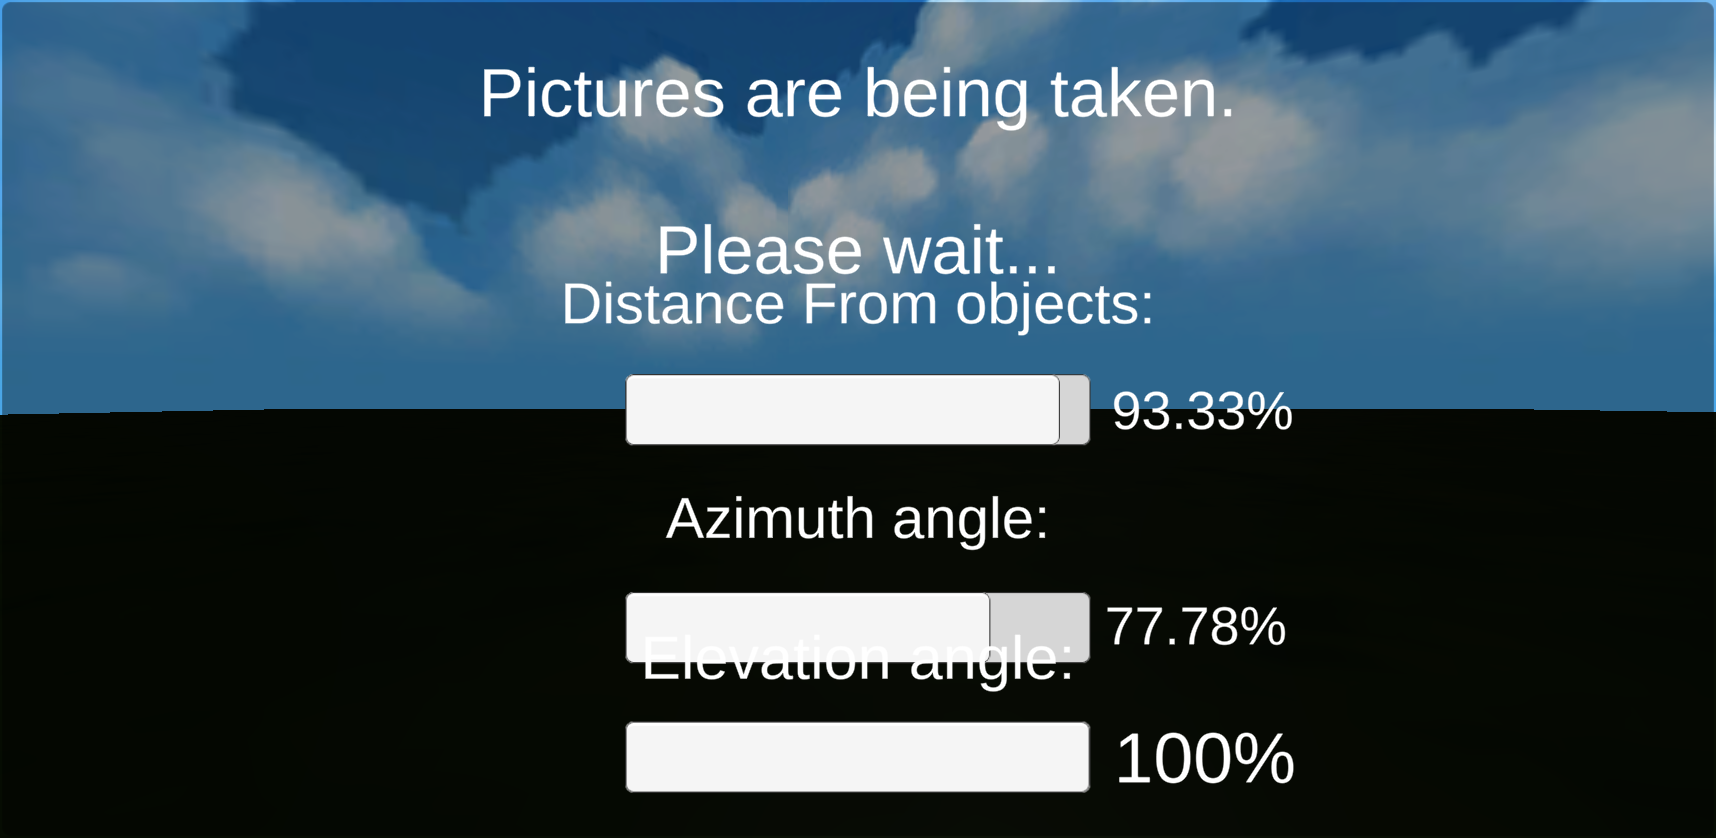 Pictures are being taken.
Please wait...
Distance From objects:
93.33%
Azimuth angle:
77.78%
Elevation angle:
100%